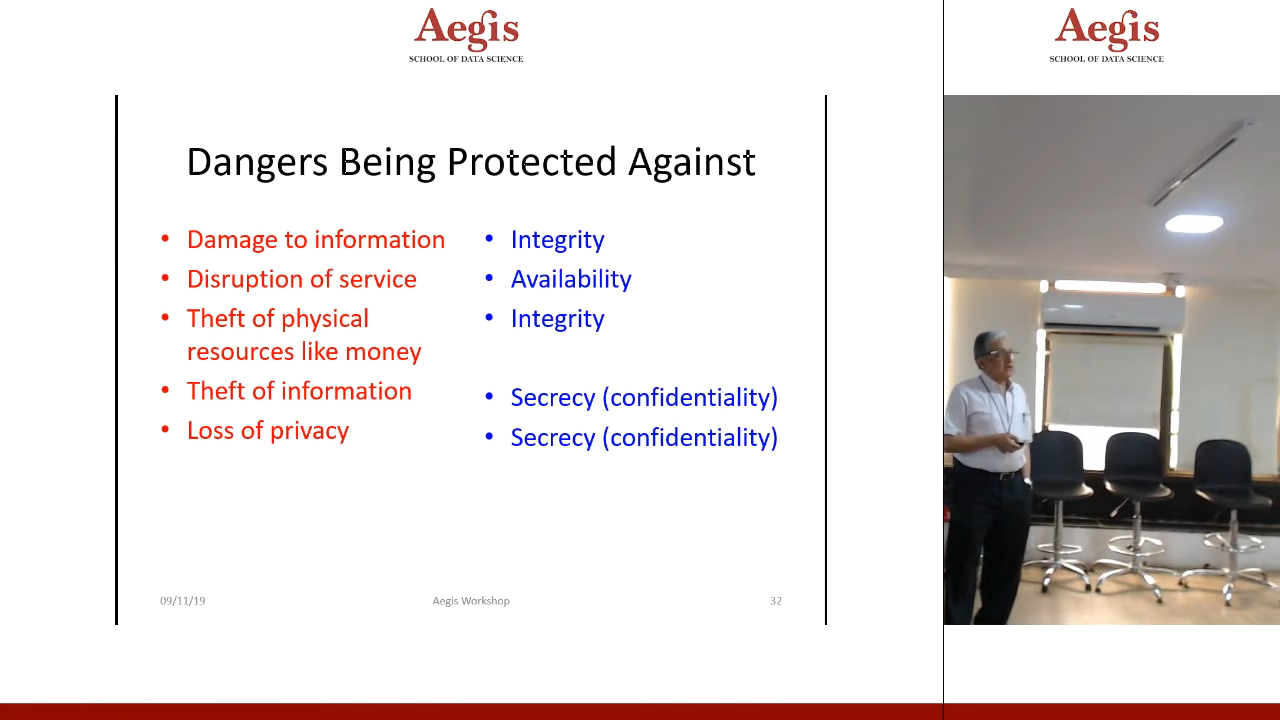 Aegis
SCHOOL OF DATA SCIENCE
Aegis
SCHOOL OF DATA SCIENCE
Dangers Being Protected Against
• Damage to information
• Disruption of service
• Theft of physical
resources like money
• Theft of information
• Loss of privacy
• Integrity
• Availability
• Integrity
• Secrecy (confidentiality)
• Secrecy (confidentiality)
09/11/19
Aegis Workshop
32